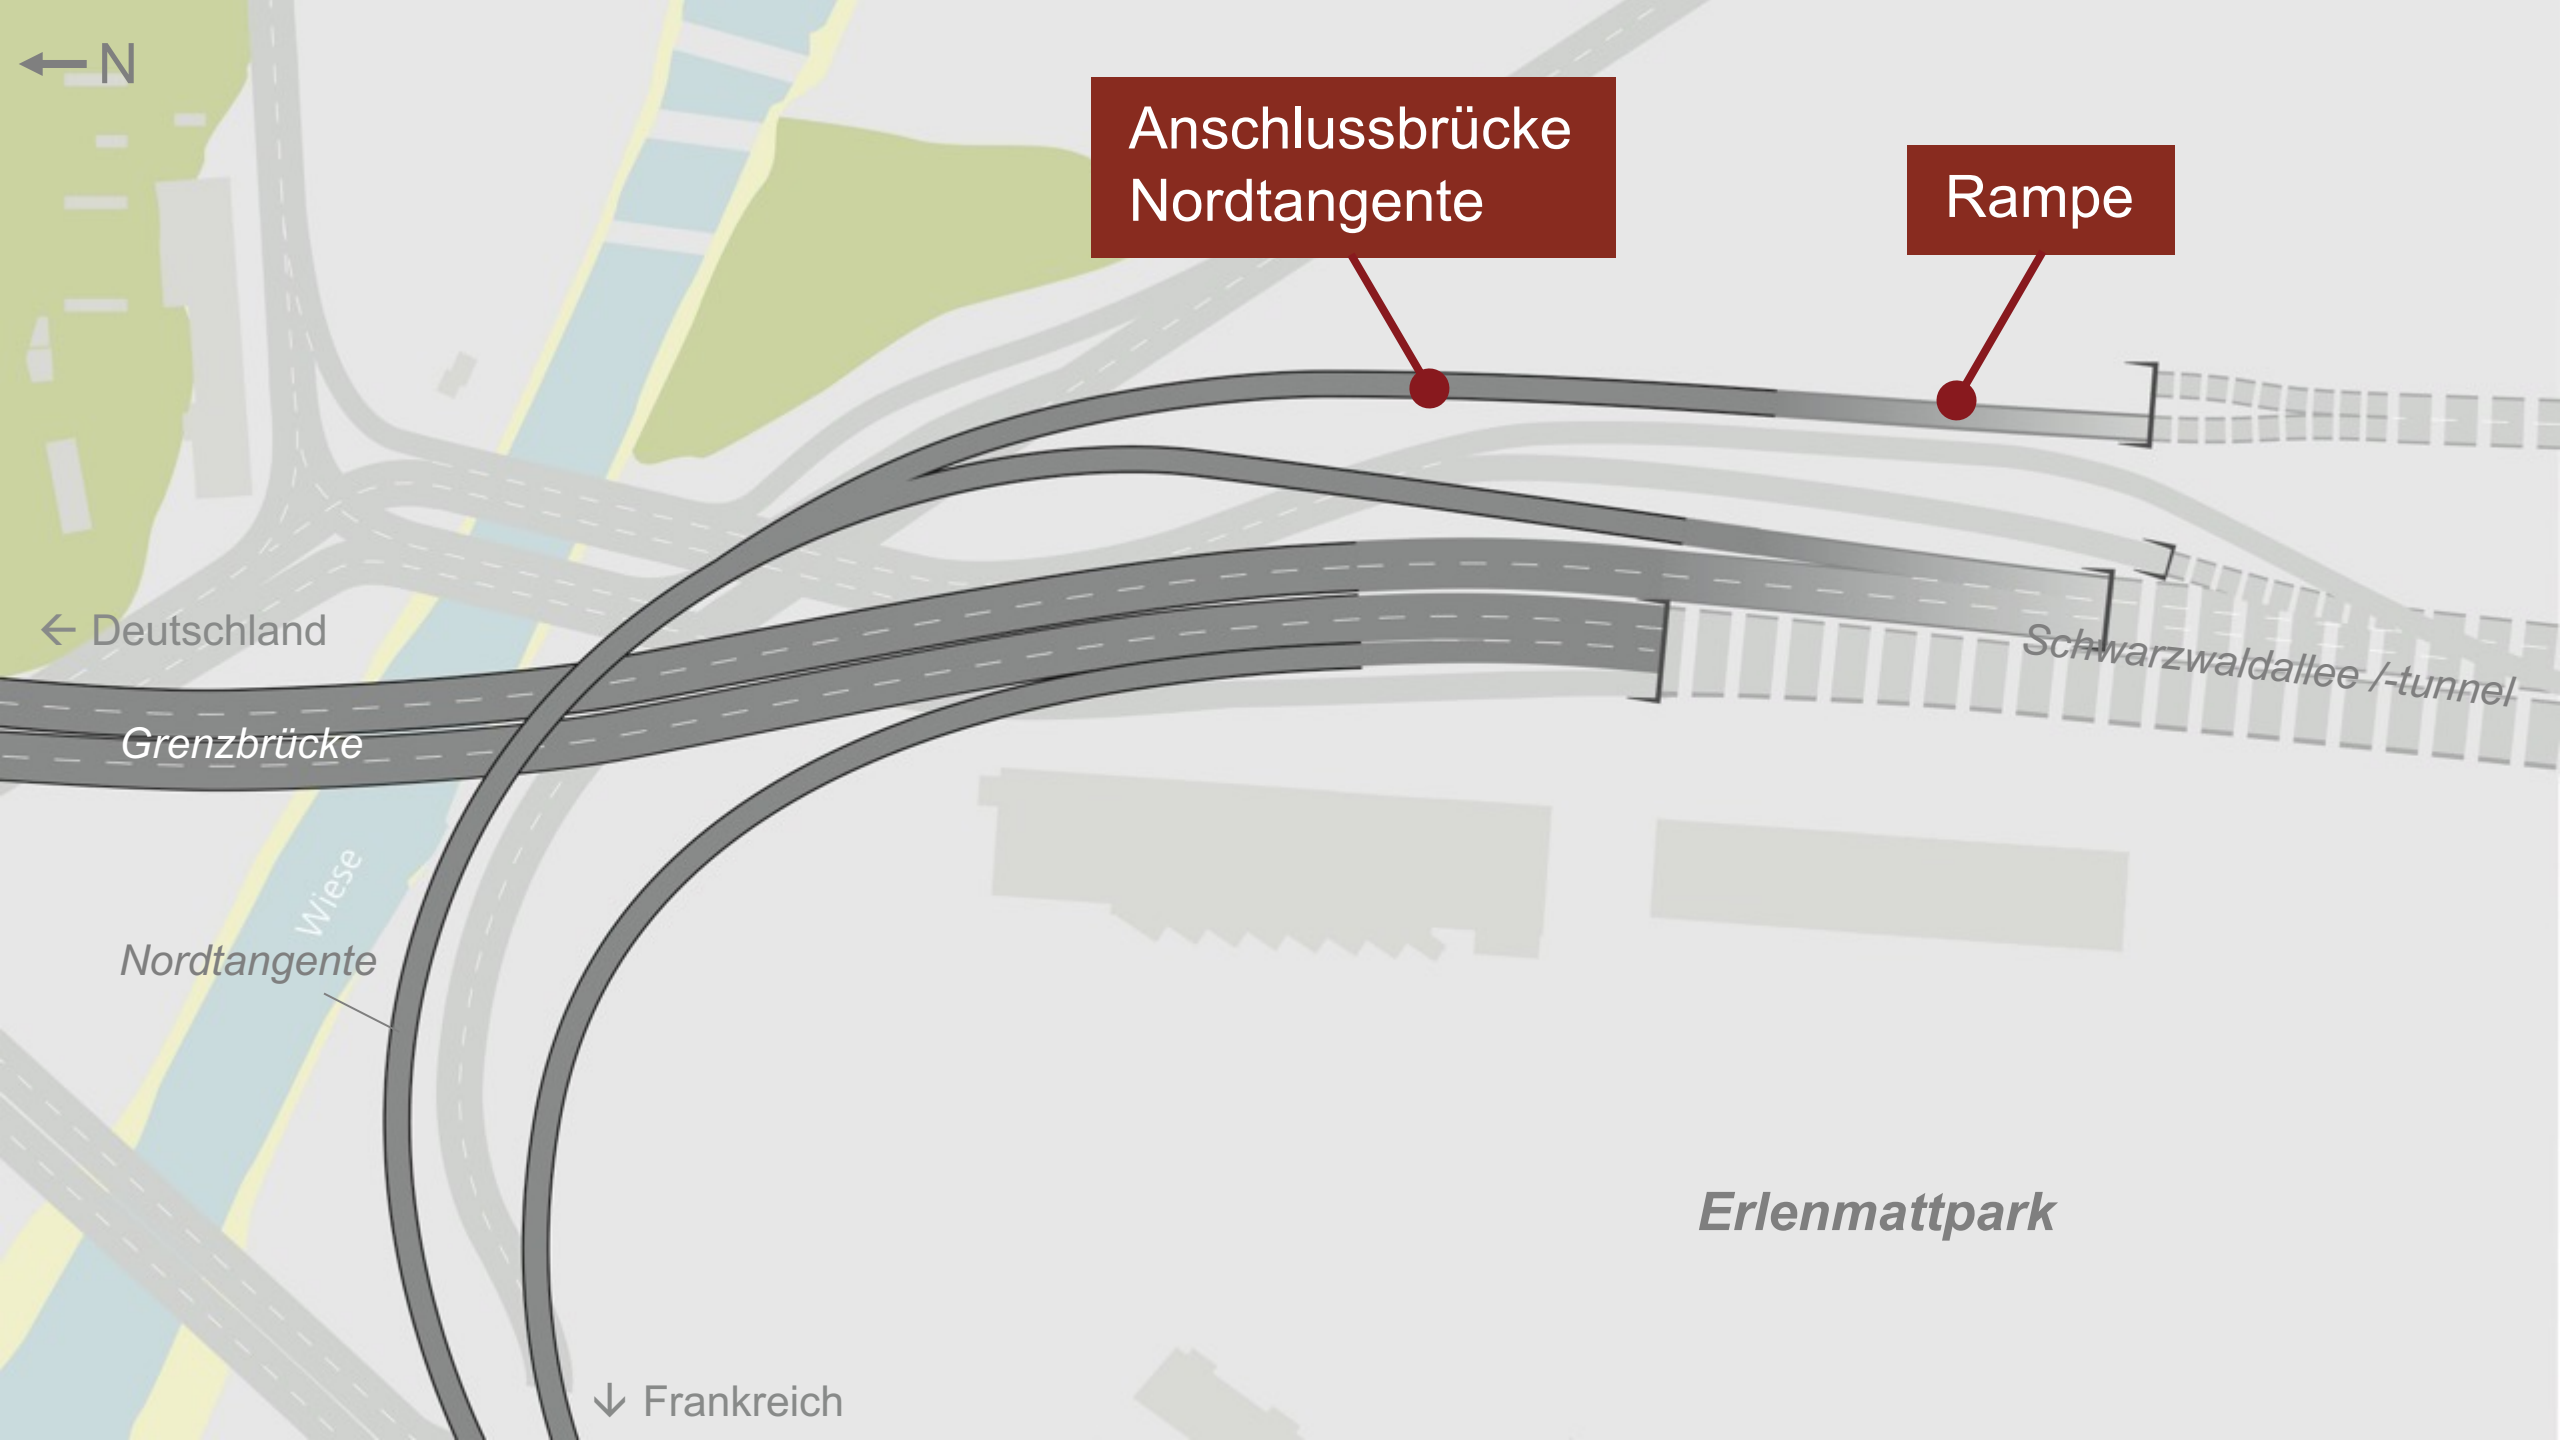 ← N
Anschlussbrücke
Nordtangente
Rampe
← Deutschland
Schwarzwaldallee /-tunnel
Grenzbrücke
Wiese
Nordtangente
Erlenmattpark
↓ Frankreich